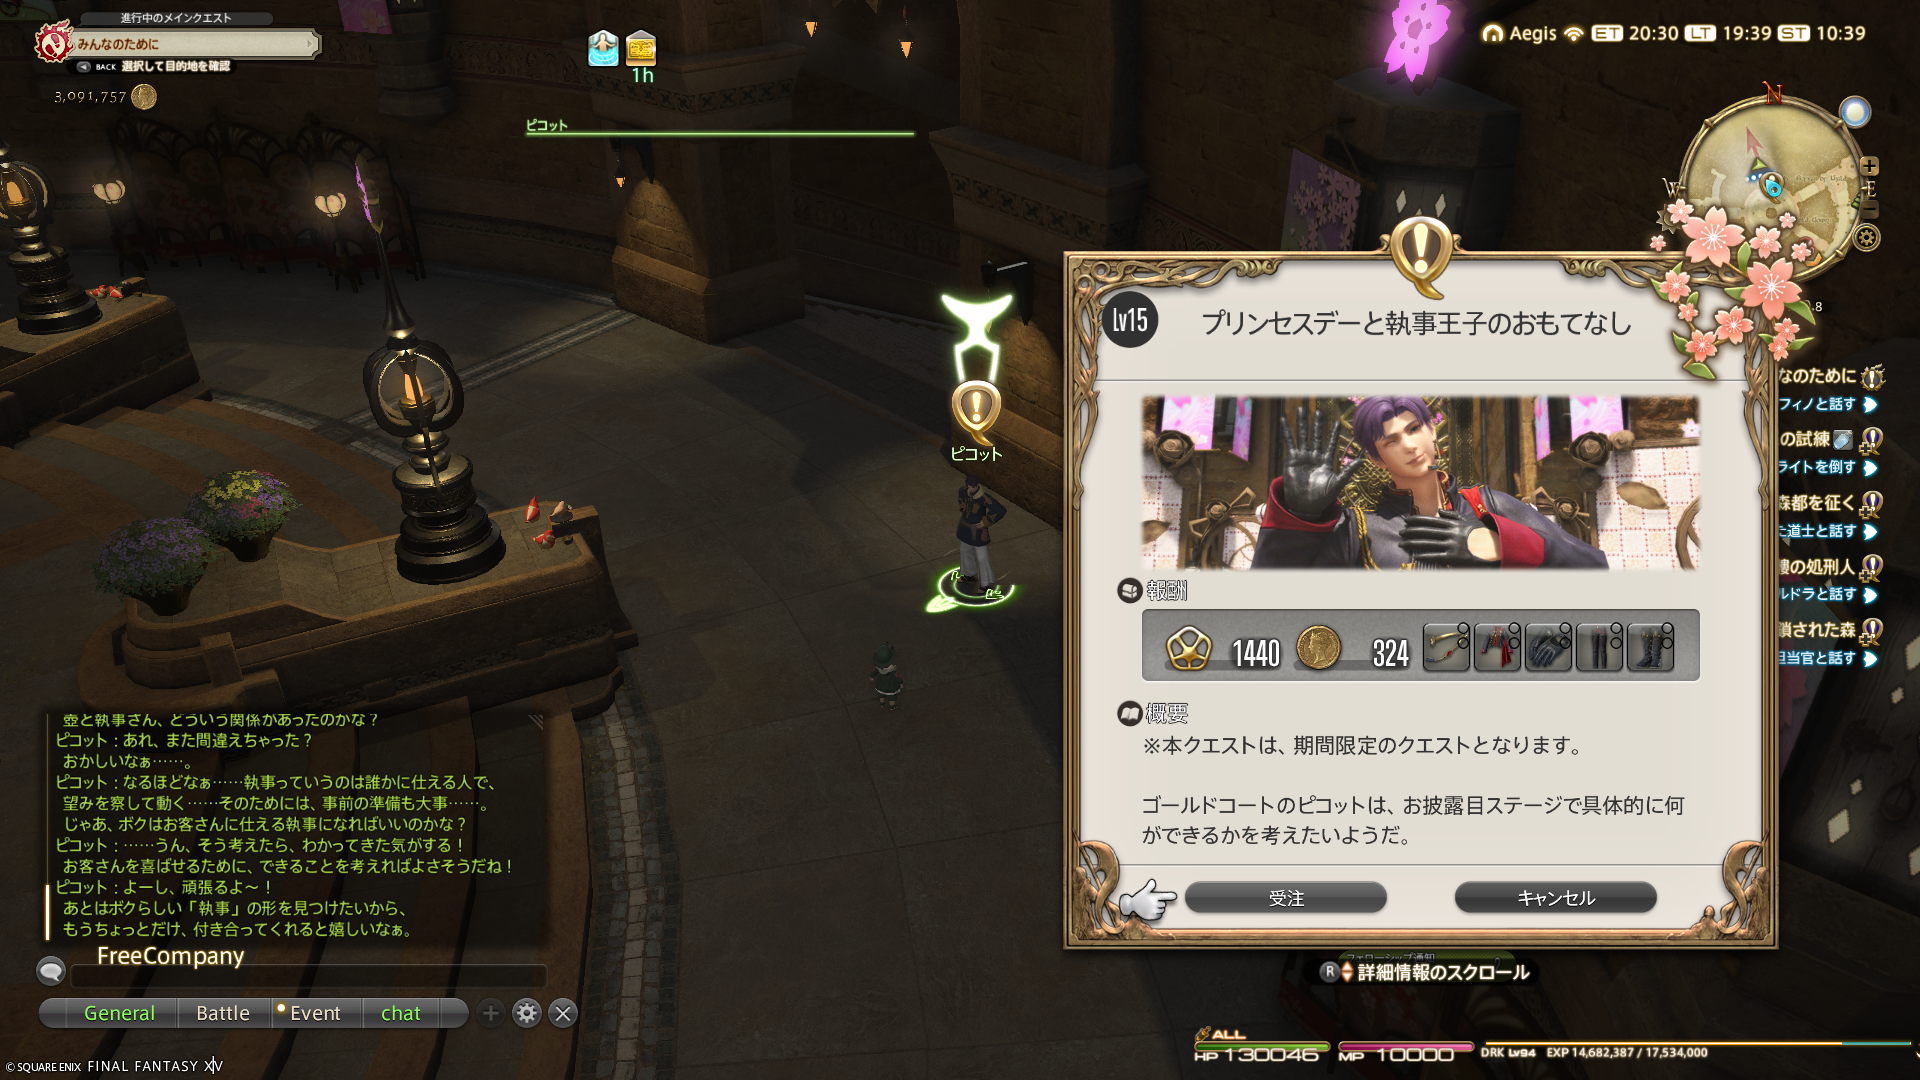 進行中のメインクエスト
みんなのために
BACK 選択して目的地を確認
3,091,757
1h
ピコット
Aegis ET 20:30 LT 19:39 ST 10:39
N
W
E
ピコット
Lv15
プリンセスデーと執事王子のおもてなし
.8
なのために
フィノと話す
の試練
ライトを倒す
森都を征く
た道士と話す
の処刑人
ルドラと話す
鎖された森
担当官と話す
報酬
1440
324
概要
※本クエストは、期間限定のクエストとなります。
ゴールドコートのピコットは、お披露目ステージで具体的に何
ができるかを考えたいようだ。
受注
キャンセル
フェローシップ通知
R 詳細情報のスクロール
壺と執事さん、どういう関係があったのかな？
ピコット：あれ、また間違えちゃった？
おかしいなぁ……。
ピコット：なるほどなぁ……執事っていうのは誰かに仕える人で、
望みを察して動く……そのためには、事前の準備も大事……。
じゃあ、ボクはお客さんに仕える執事になればいいのかな？
ピコット：……うん、そう考えたら、わかってきた気がする！
お客さんを喜ばせるために、できることを考えればよさそうだね！
ピコット：よーし、頑張るよ～！
あとはボクらしい「執事」の形を見つけたいから、
もうちょっとだけ、付き合ってくれると嬉しいなぁ。
FreeCompany
General Battle Event chat
ALL
HP 130046 MP 10000 DRK Lv94 EXP 14,682,387 / 17,534,000
© SQUARE ENIX FINAL FANTASY XIV